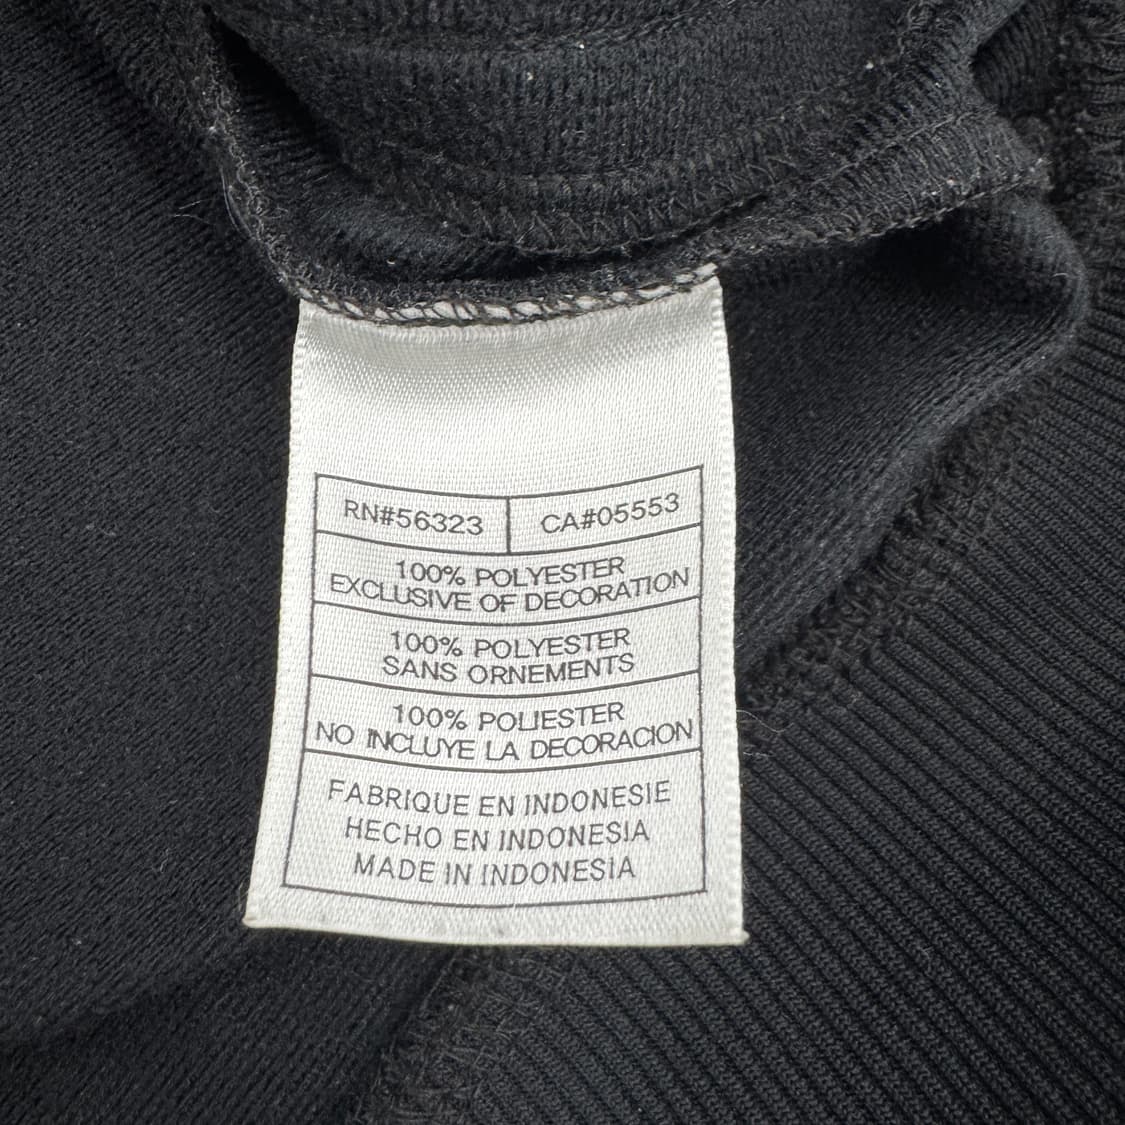 RN#56323 CA#05553
100% POLYESTER
EXCLUSIVE OF DECORATION
100% POLYESTER
SANS ORNEMENTS
100% POLIESTER
NO INCLUYE LA DECORACION
FABRIQUE EN INDONESIE
HECHO EN INDONESIA
MADE IN INDONESIA